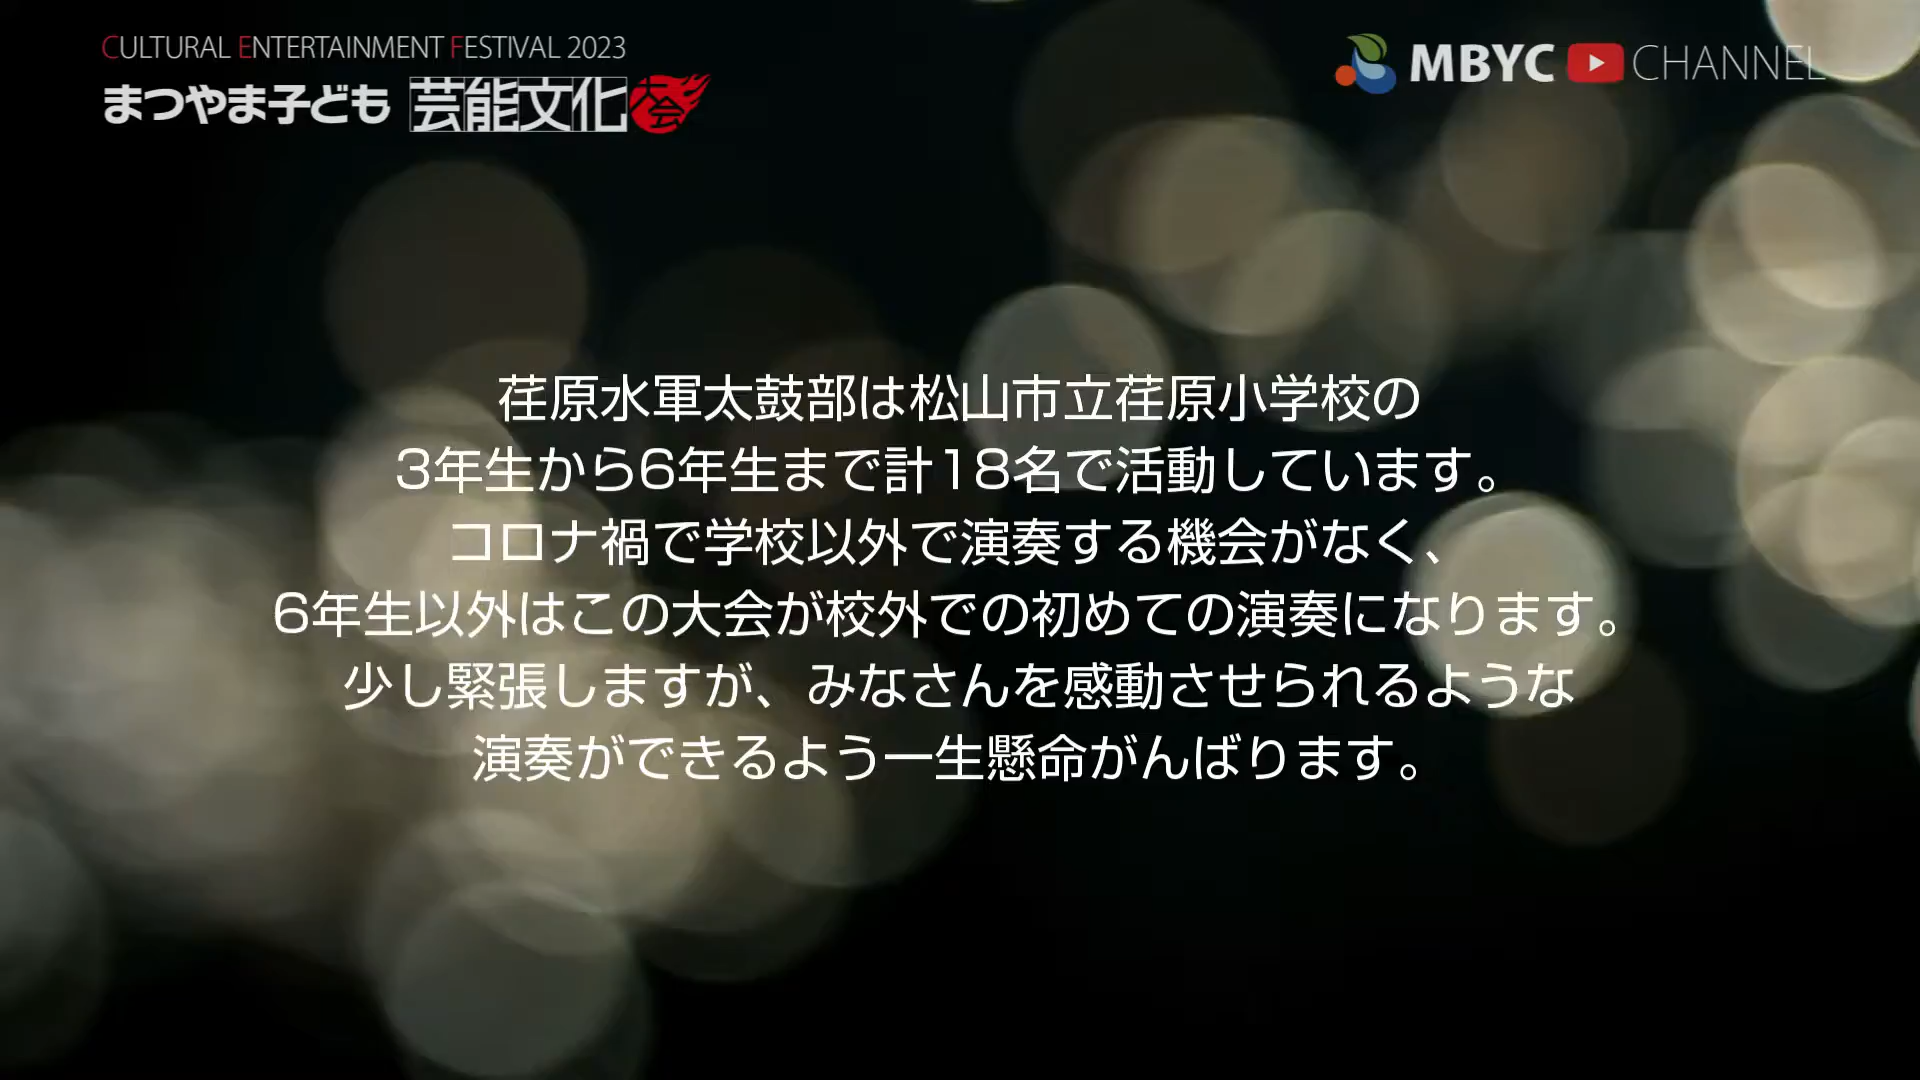 CULTURAL ENTERTAINMENT FESTIVAL 2023
まつやま子ども 芸能文化大会
MBYC CHANNEL
荏原水軍太鼓部は松山市立荏原小学校の
3年生から6年生まで計18名で活動しています。
コロナ禍で学校以外で演奏する機会がなく、
6年生以外はこの大会が校外での初めての演奏になります。
少し緊張しますが、みなさんを感動させられるような
演奏ができるよう一生懸命がんばります。